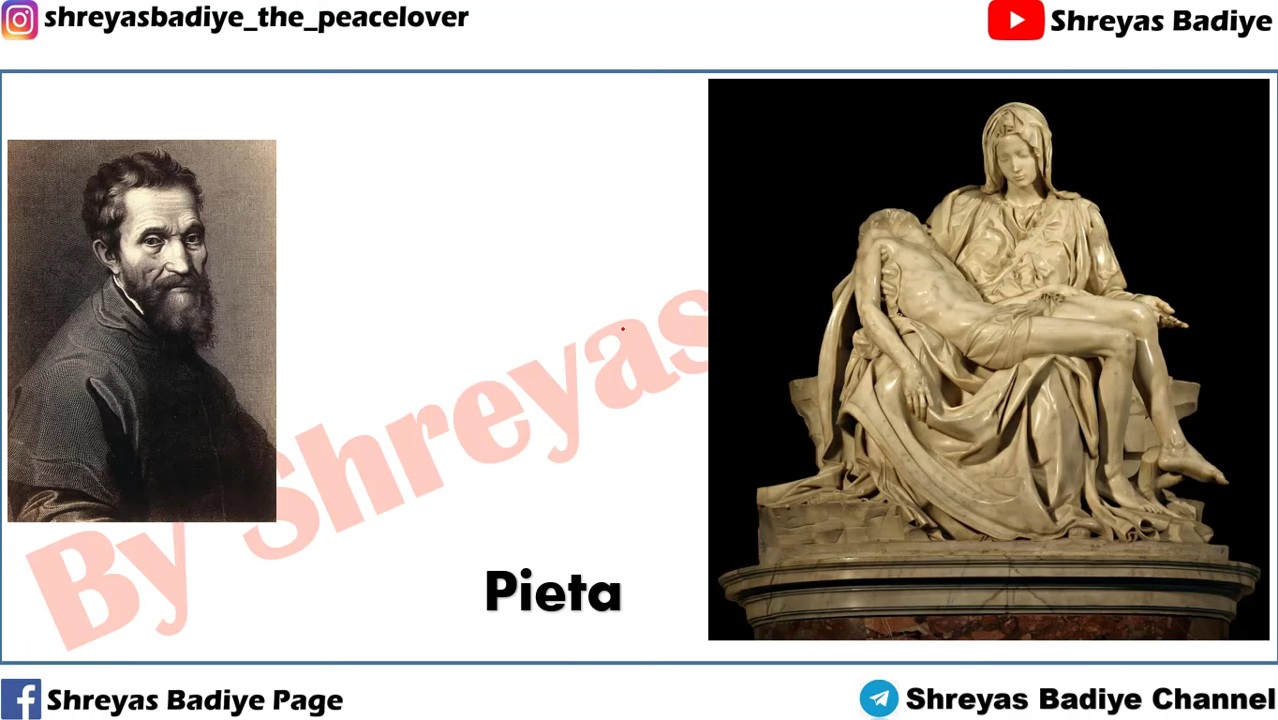 shreyasbadiye_the_peacelover
Shreyas Badiye
By Shreyas
Pieta
Shreyas Badiye Page
Shreyas Badiye Channel